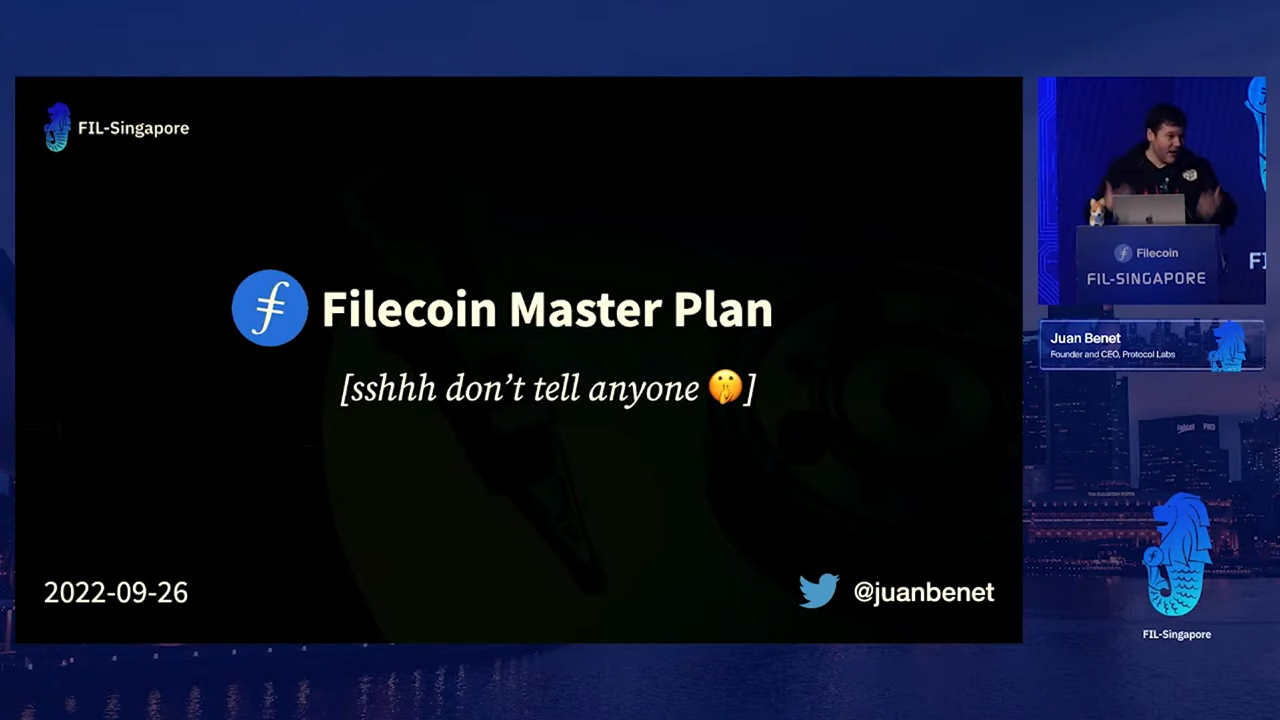 FIL-Singapore
Filecoin Master Plan
[sshhh don’t tell anyone 🤫]
2022-09-26
@juanbenet
Filecoin
FIL-SINGAPORE
FI
Juan Benet
Founder and CEO, Protocol Labs
FIL-Singapore